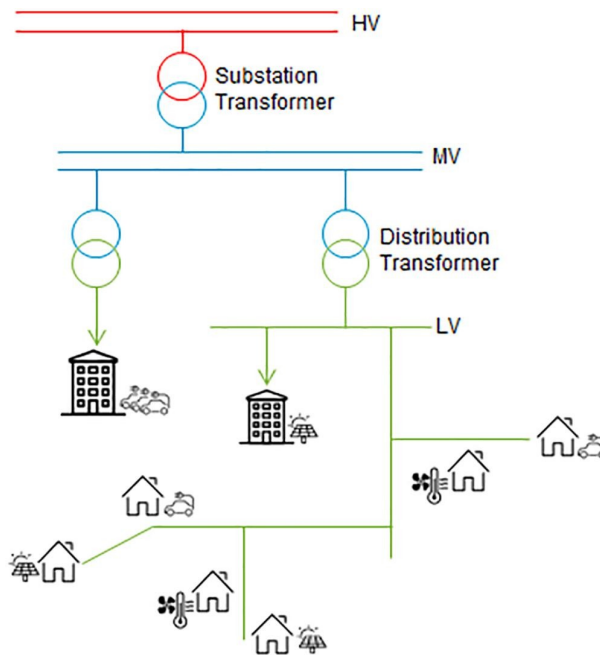 HV
Substation
Transformer
MV
Distribution
Transformer
LV